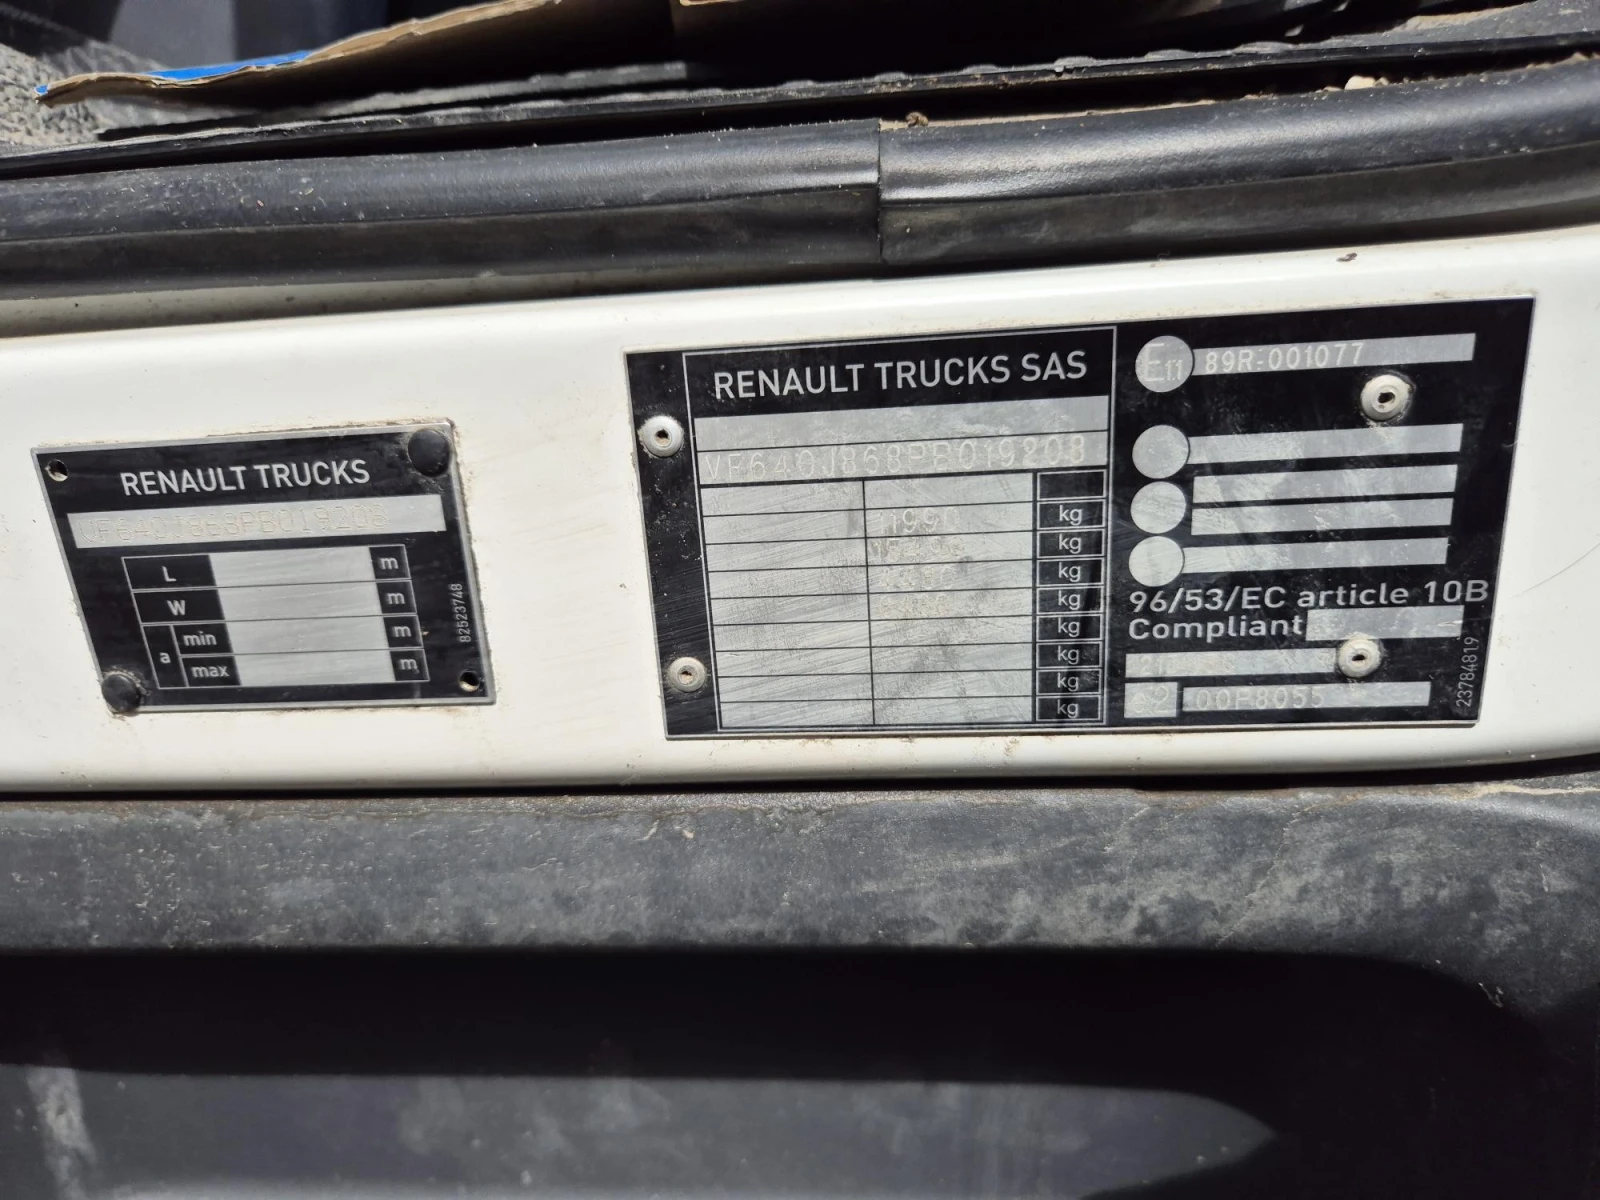 RENAULT TRUCKS
VF640J868PB019208
L m
W m
a min m
max m
82523748
RENAULT TRUCKS SAS
VF640J868PB019208
11990 kg
kg
kg
kg
kg
kg
kg
kg
E11 89R-001077
96/53/EC article 10B
Compliant
e2 00F8055
23784819